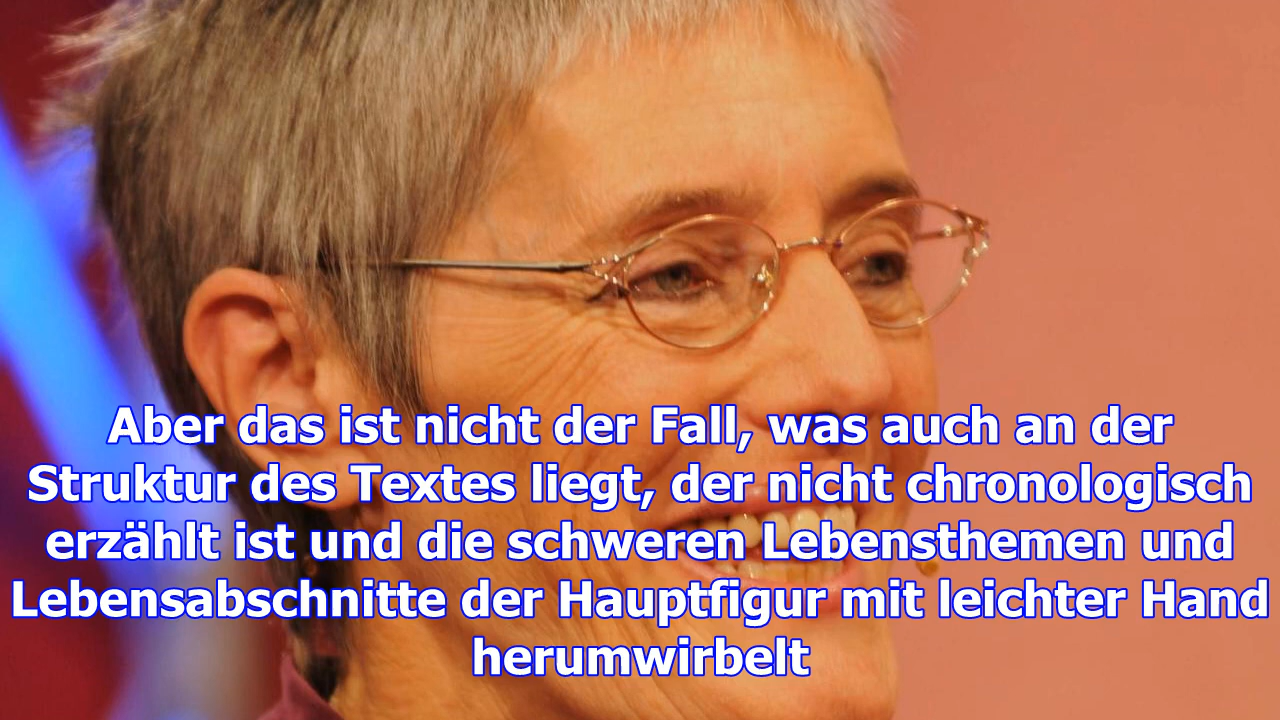 Aber das ist nicht der Fall, was auch an der
Struktur des Textes liegt, der nicht chronologisch
erzählt ist und die schweren Lebensthemen und
Lebensabschnitte der Hauptfigur mit leichter Hand
herumwirbelt